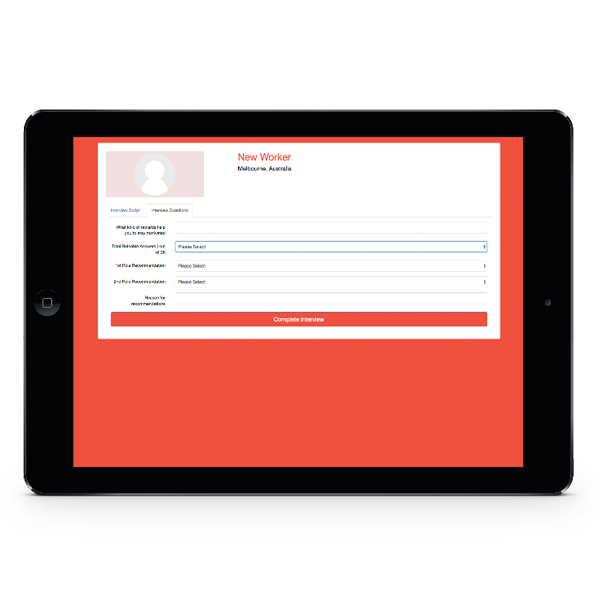 New Worker
Melbourne, Australia
Interview Script
Interview Questions
What kind of rewards help
you to stay motivated
Total Rateable Answers ( out
of 29)
Please Select
1st Role Recommendation
Please Select
2nd Role Recommendation
Please Select
Reason for
recommendations
Complete Interview